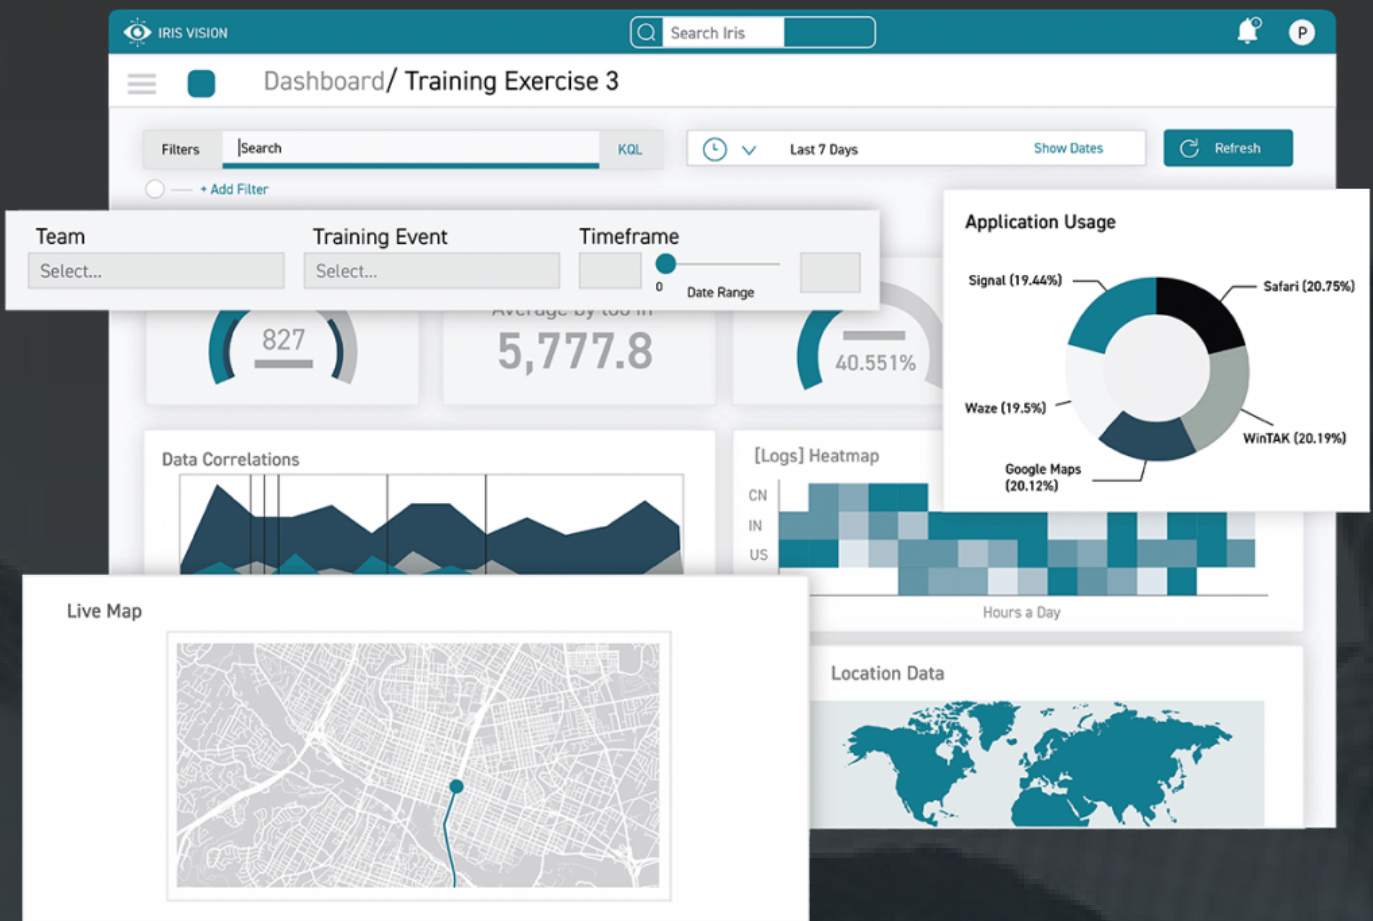 IRIS VISION
Search Iris
P
Dashboard/ Training Exercise 3
Filters
Search
KQL
Last 7 Days
Show Dates
Refresh
+ Add Filter
Team
Training Event
Timeframe
Select...
Select...
0
Date Range
Application Usage
Signal (19.44%)
Safari (20.75%)
Waze (19.5%)
WinTAK (20.19%)
Google Maps
(20.12%)
827
Average by
5,777.8
40.551%
Data Correlations
[Logs] Heatmap
CN
IN
US
Hours a Day
Live Map
Location Data